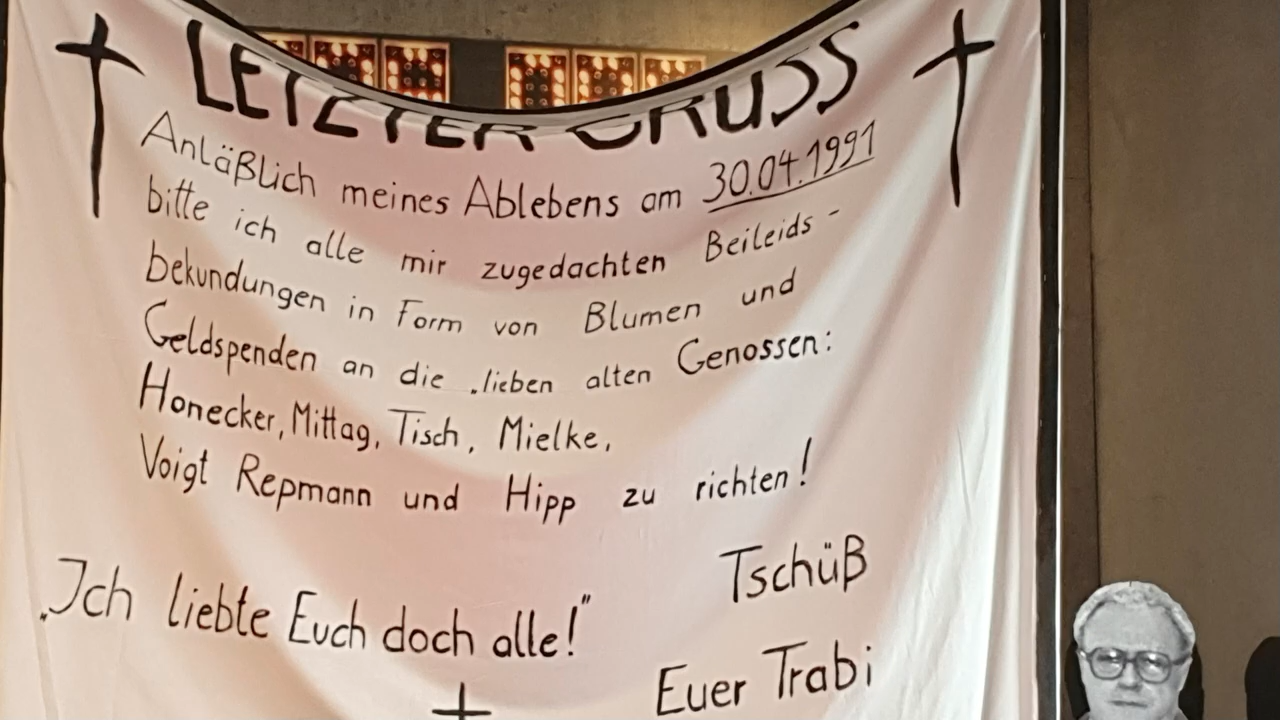 LETZTER GRUSS
Anläßlich meines Ablebens am 30.04.1991
bitte ich alle mir zugedachten Beileids-
bekundungen in Form von Blumen und
Geldspenden an die „lieben alten Genossen:
Honecker, Mittag, Tisch, Mielke,
Voigt Repmann und Hipp zu richten!
Tschüß
„Ich liebte Euch doch alle!"
Euer Trabi